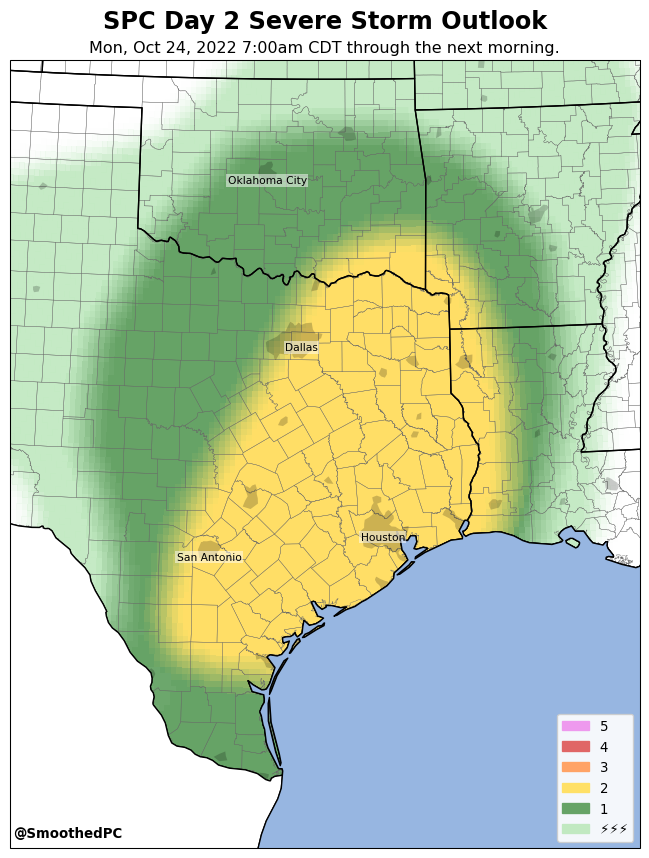 SPC Day 2 Severe Storm Outlook
Mon, Oct 24, 2022 7:00am CDT through the next morning.
Oklahoma City
Dallas
Houston
San Antonio
5
4
3
2
1
⚡⚡⚡
@SmoothedPC